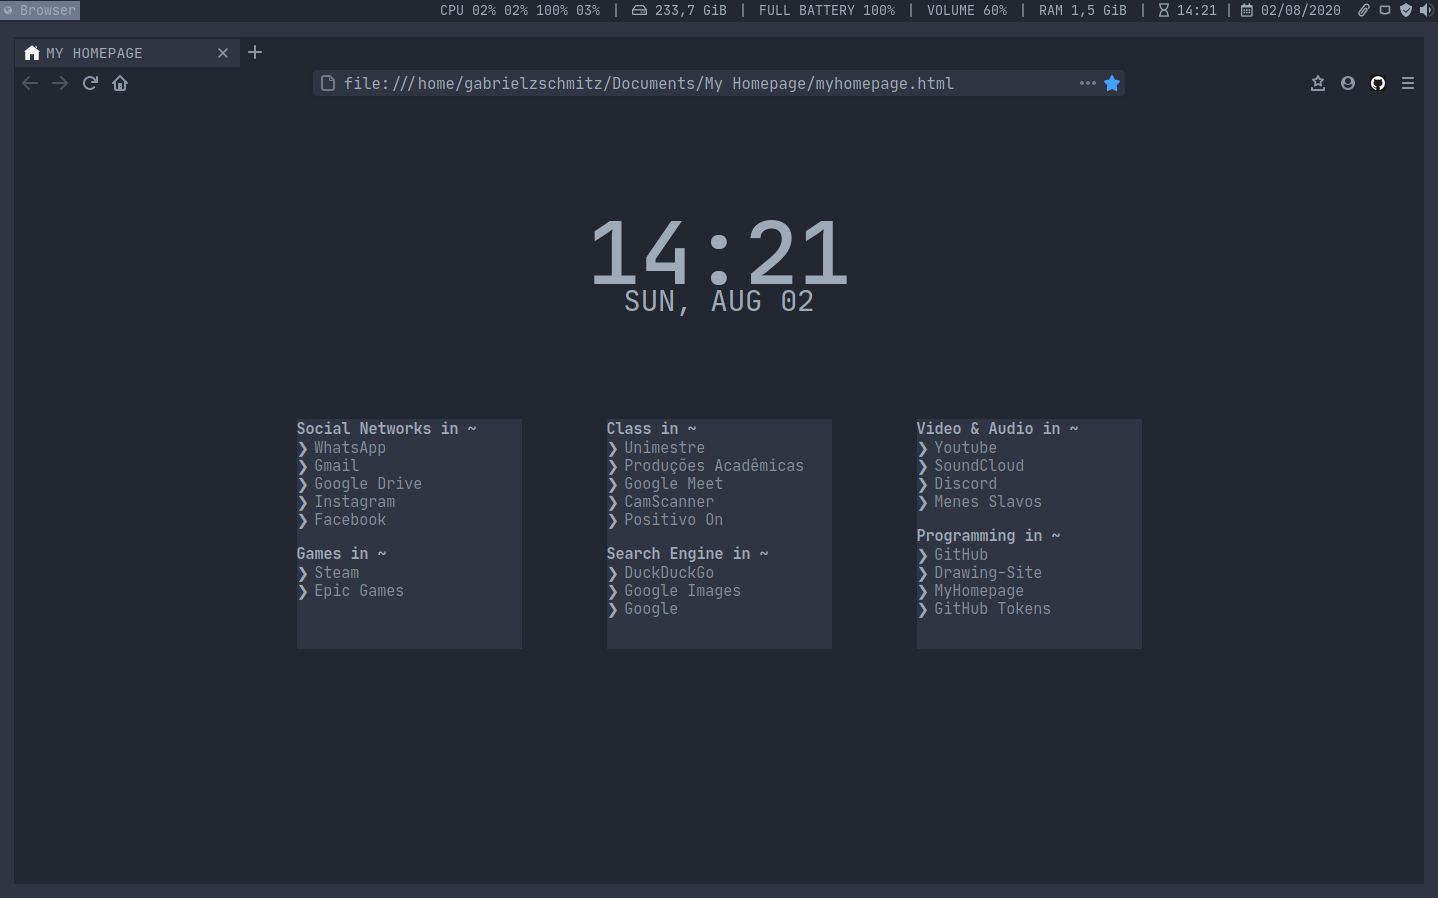 Browser
CPU 02% 02% 100% 03% | 233,7 GiB | FULL BATTERY 100% | VOLUME 60% | RAM 1,5 GiB | 14:21 | 02/08/2020
MY HOMEPAGE
file:///home/gabrielzschmitz/Documents/My Homepage/myhomepage.html
14:21
SUN, AUG 02
Social Networks in ~
❯ WhatsApp
❯ Gmail
❯ Google Drive
❯ Instagram
❯ Facebook
Games in ~
❯ Steam
❯ Epic Games
Class in ~
❯ Unimestre
❯ Produções Acadêmicas
❯ Google Meet
❯ CamScanner
❯ Positivo On
Search Engine in ~
❯ DuckDuckGo
❯ Google Images
❯ Google
Video & Audio in ~
❯ Youtube
❯ SoundCloud
❯ Discord
❯ Menes Slavos
Programming in ~
❯ GitHub
❯ Drawing-Site
❯ MyHomepage
❯ GitHub Tokens